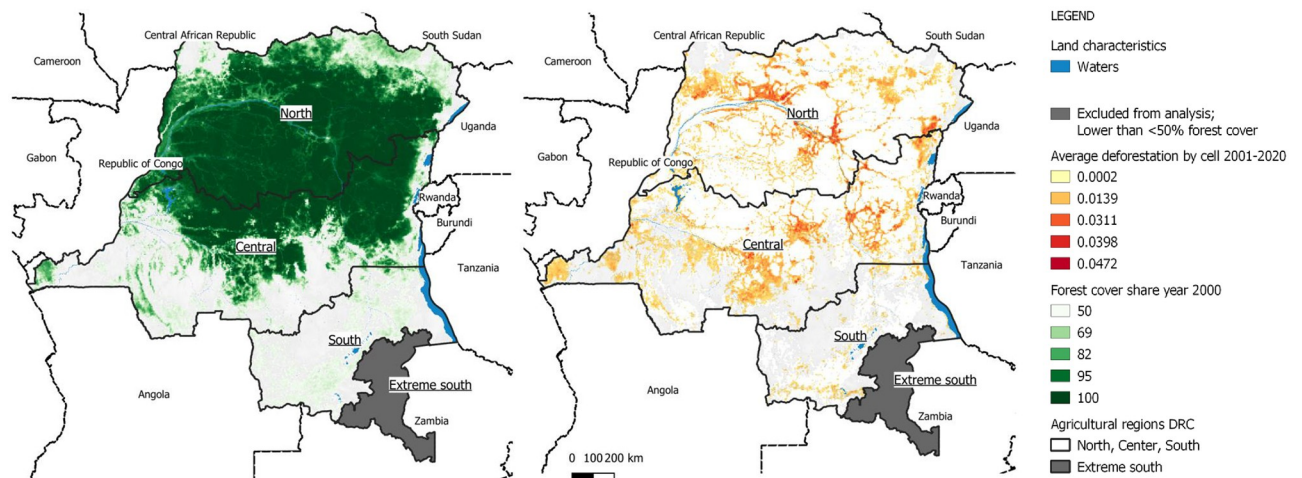 Central African Republic
South Sudan
Cameroon
North
Uganda
Gabon
Republic of Congo
Rwanda
Burundi
Central
Tanzania
South
Extreme south
Angola
Zambia
Central African Republic
South Sudan
Cameroon
North
Uganda
Gabon
Republic of Congo
Rwanda
Burundi
Central
Tanzania
South
Extreme south
Angola
Zambia
0 100200 km
LEGEND
Land characteristics
Waters
Excluded from analysis;
Lower than <50% forest cover
Average deforestation by cell 2001-2020
0.0002
0.0139
0.0311
0.0398
0.0472
Forest cover share year 2000
50
69
82
95
100
Agricultural regions DRC
North, Center, South
Extreme south